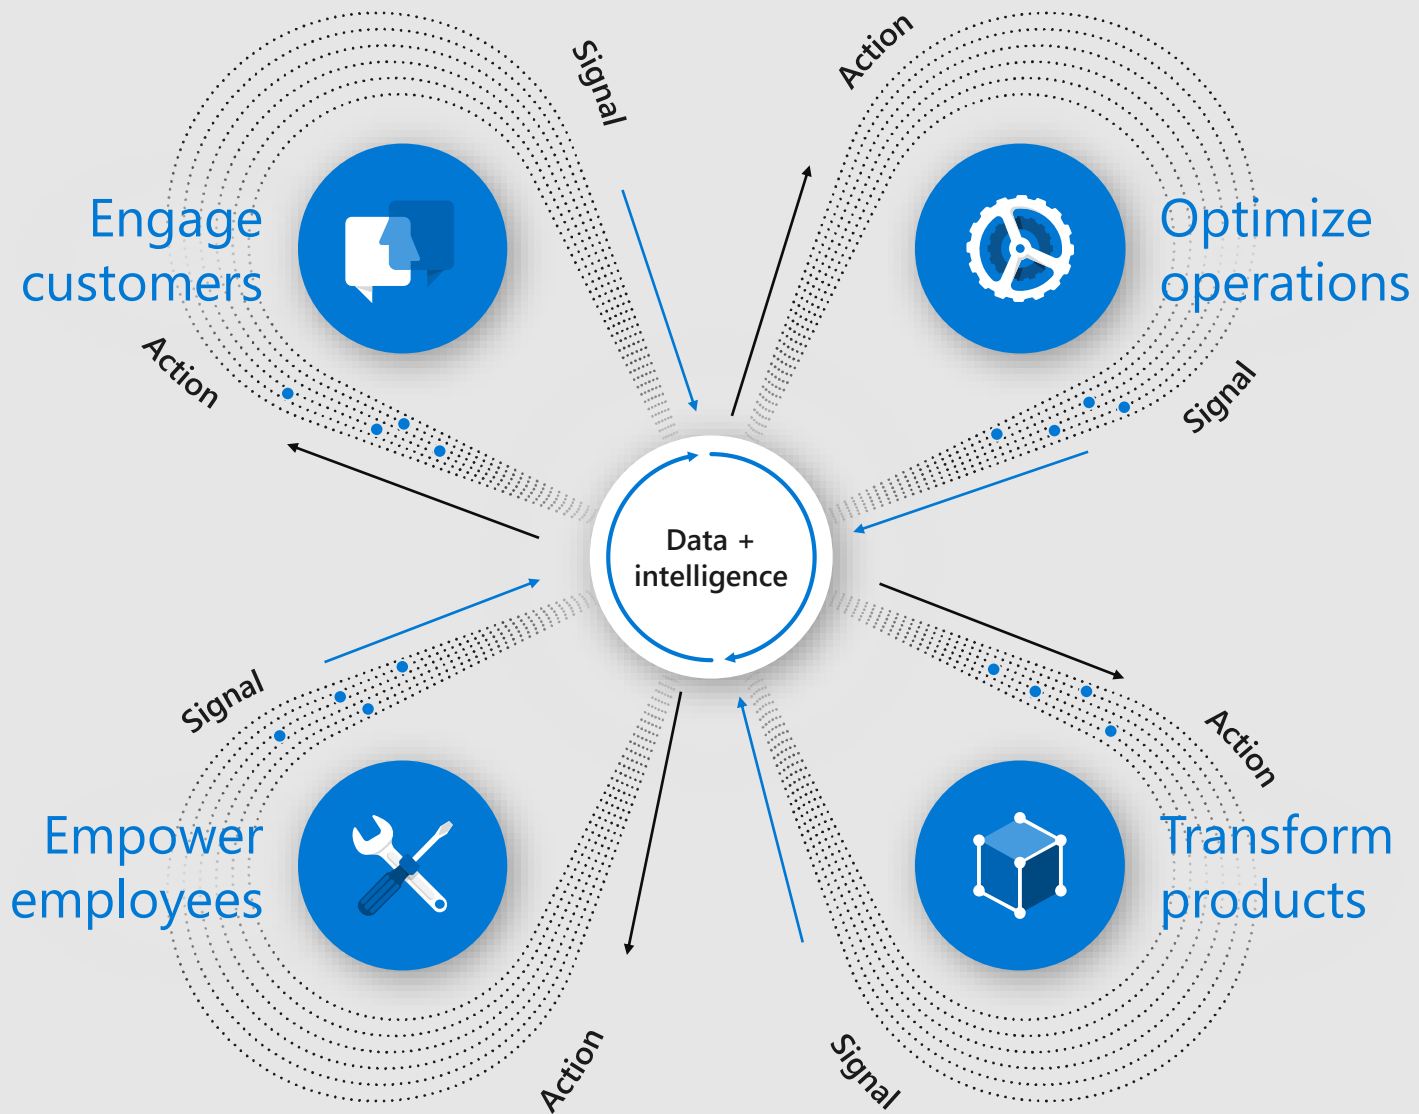 Signal
Action
Engage
customers
Optimize
operations
Action
Signal
Data +
intelligence
Signal
Action
Empower
employees
Transform
products
Action
Signal